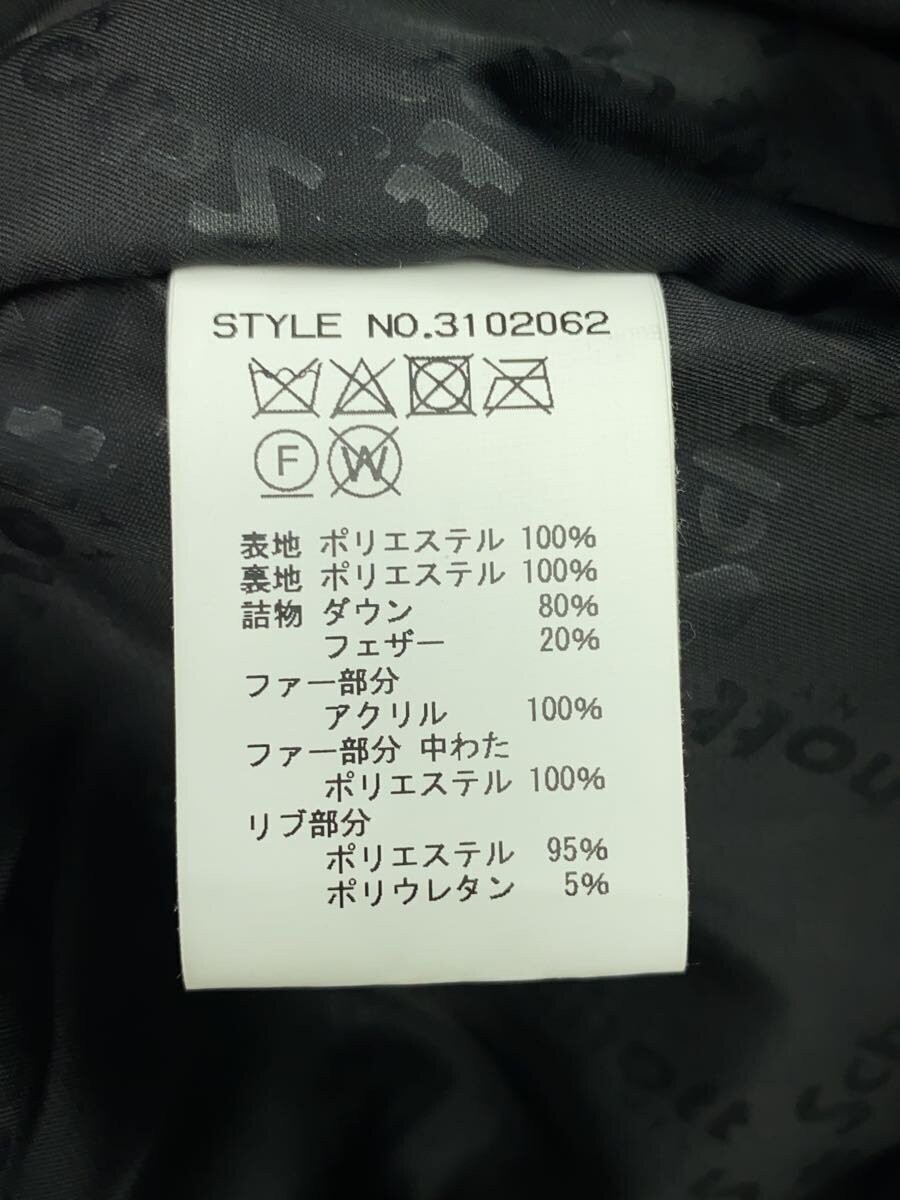 STYLE NO.3102062
F
W
表地 ポリエステル 100%
裏地 ポリエステル 100%
詰物 ダウン 80%
フェザー 20%
ファー部分
アクリル 100%
ファー部分 中わた
ポリエステル 100%
リブ部分
ポリエステル 95%
ポリウレタン 5%